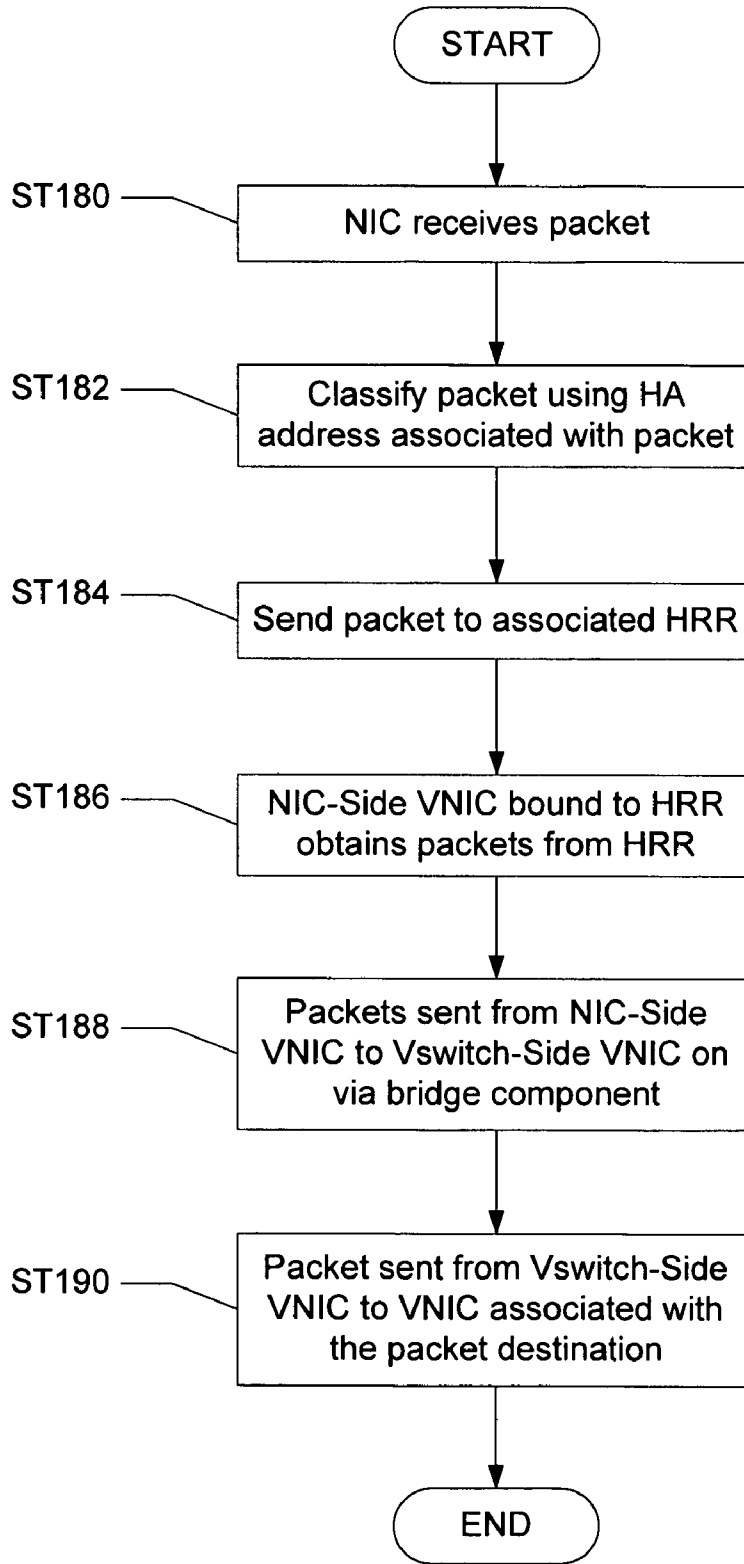 START
ST180
NIC receives packet
ST182
Classify packet using HA
address associated with packet
ST184
Send packet to associated HRR
ST186
NIC-Side VNIC bound to HRR
obtains packets from HRR
ST188
Packets sent from NIC-Side
VNIC to Vswitch-Side VNIC on
via bridge component
ST190
Packet sent from Vswitch-Side
VNIC to VNIC associated with
the packet destination
END